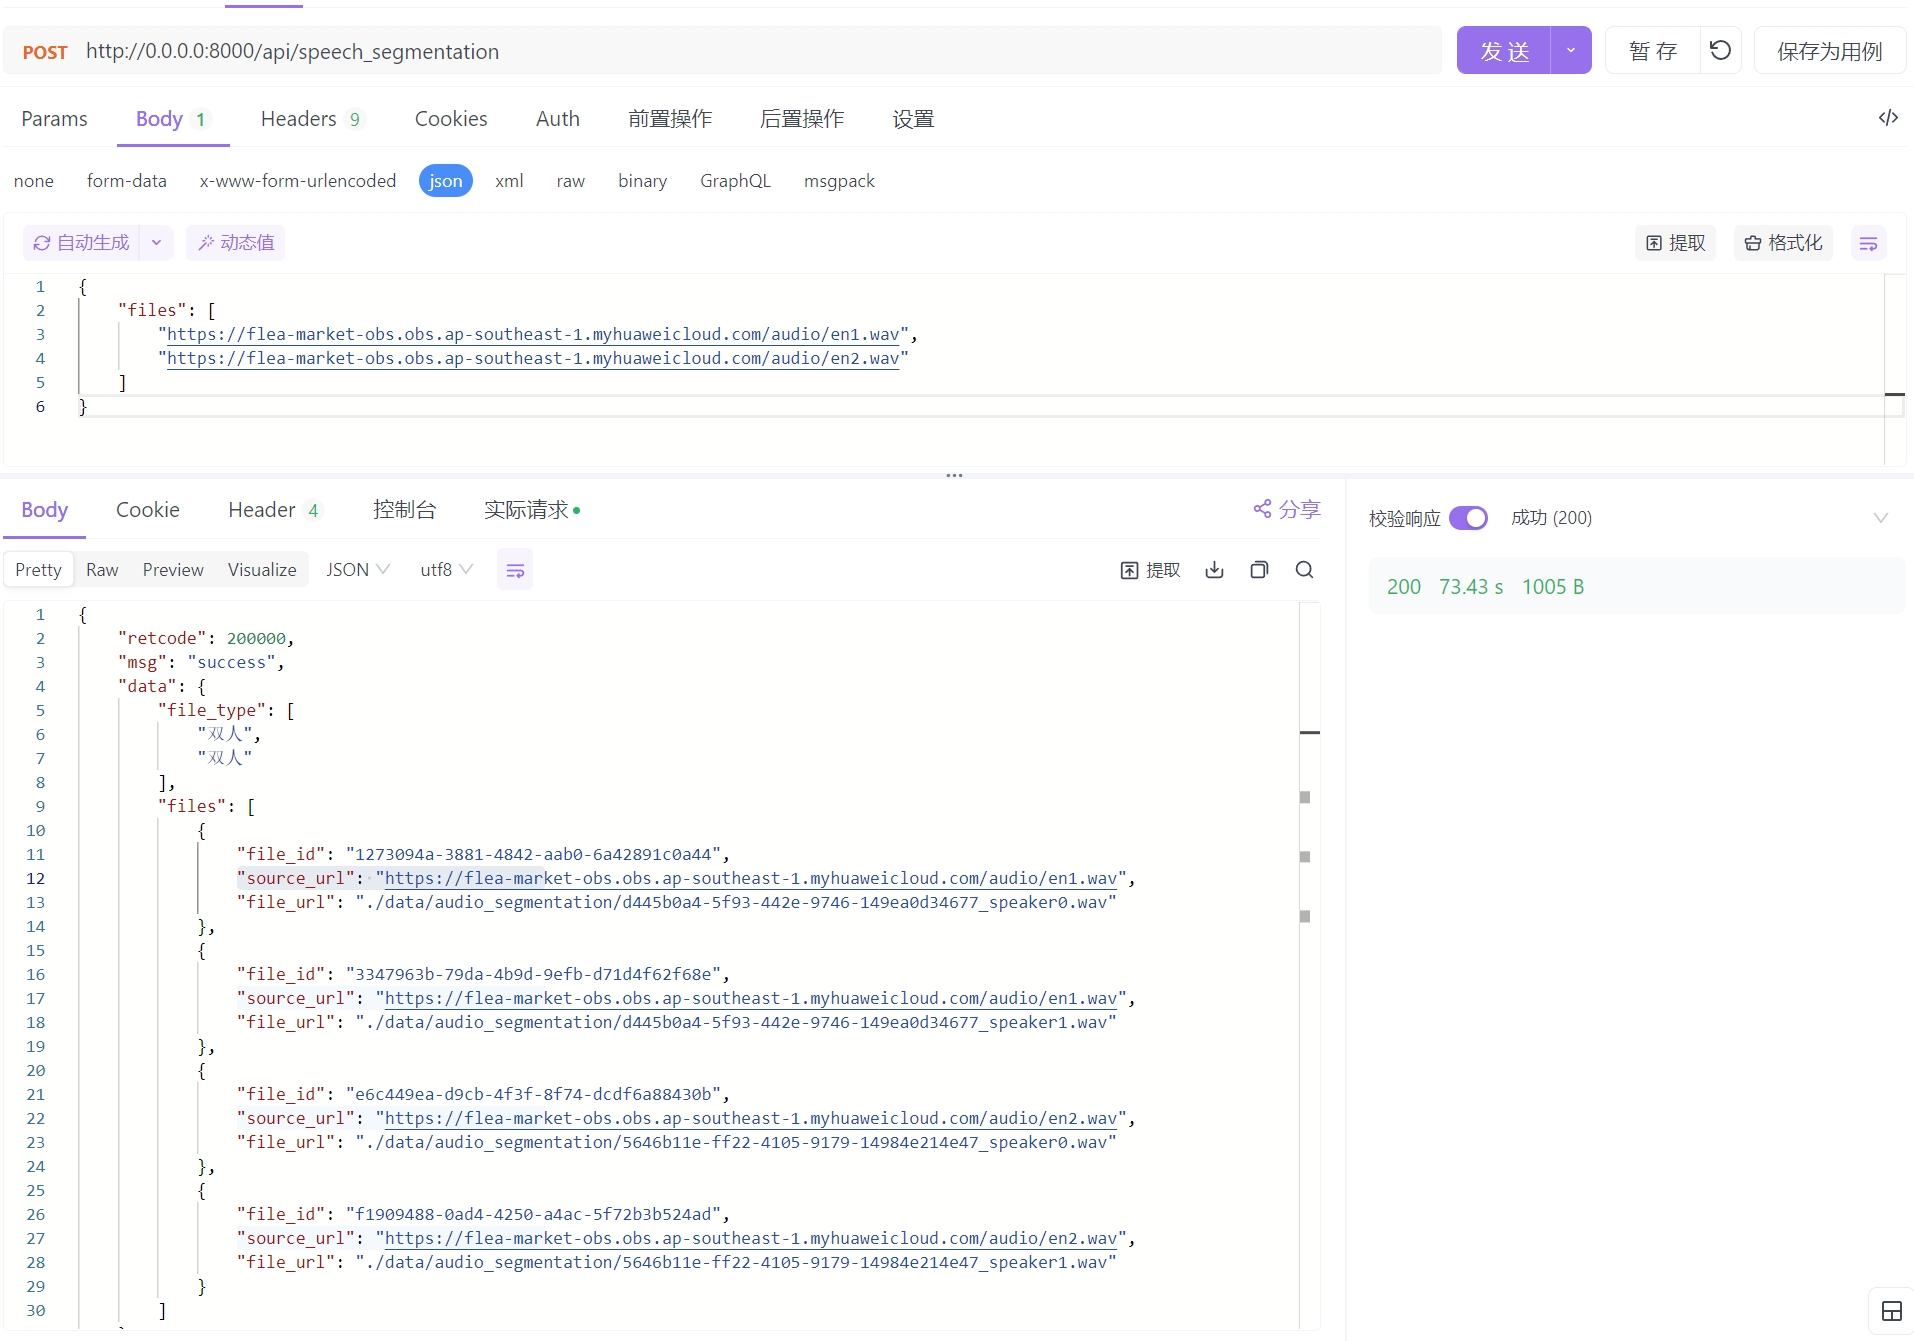 POST http://0.0.0.0:8000/api/speech_segmentation 发 送 暂 存 保存为用例
Params Body 1 Headers 9 Cookies Auth 前置操作 后置操作 设置
none form-data x-www-form-urlencoded json xml raw binary GraphQL msgpack
自动生成 动态值 提取 格式化
1 {
2 "files": [
3 "https://flea-market-obs.obs.ap-southeast-1.myhuaweicloud.com/audio/en1.wav",
4 "https://flea-market-obs.obs.ap-southeast-1.myhuaweicloud.com/audio/en2.wav"
5 ]
6 }
Body Cookie Header 4 控制台 实际请求 分享
校验响应 成功 (200)
Pretty Raw Preview Visualize JSON utf8 提取
200 73.43 s 1005 B
1 {
2 "retcode": 200000,
3 "msg": "success",
4 "data": {
5 "file_type": [
6 "双人",
7 "双人"
8 ],
9 "files": [
10 {
11 "file_id": "1273094a-3881-4842-aab0-6a42891c0a44",
12 "source_url": "https://flea-market-obs.obs.ap-southeast-1.myhuaweicloud.com/audio/en1.wav",
13 "file_url": "./data/audio_segmentation/d445b0a4-5f93-442e-9746-149ea0d34677_speaker0.wav"
14 },
15 {
16 "file_id": "3347963b-79da-4b9d-9efb-d71d4f62f68e",
17 "source_url": "https://flea-market-obs.obs.ap-southeast-1.myhuaweicloud.com/audio/en1.wav",
18 "file_url": "./data/audio_segmentation/d445b0a4-5f93-442e-9746-149ea0d34677_speaker1.wav"
19 },
20 {
21 "file_id": "e6c449ea-d9cb-4f3f-8f74-dcdf6a88430b",
22 "source_url": "https://flea-market-obs.obs.ap-southeast-1.myhuaweicloud.com/audio/en2.wav",
23 "file_url": "./data/audio_segmentation/5646b11e-ff22-4105-9179-14984e214e47_speaker0.wav"
24 },
25 {
26 "file_id": "f1909488-0ad4-4250-a4ac-5f72b3b524ad",
27 "source_url": "https://flea-market-obs.obs.ap-southeast-1.myhuaweicloud.com/audio/en2.wav",
28 "file_url": "./data/audio_segmentation/5646b11e-ff22-4105-9179-14984e214e47_speaker1.wav"
29 }
30 ]